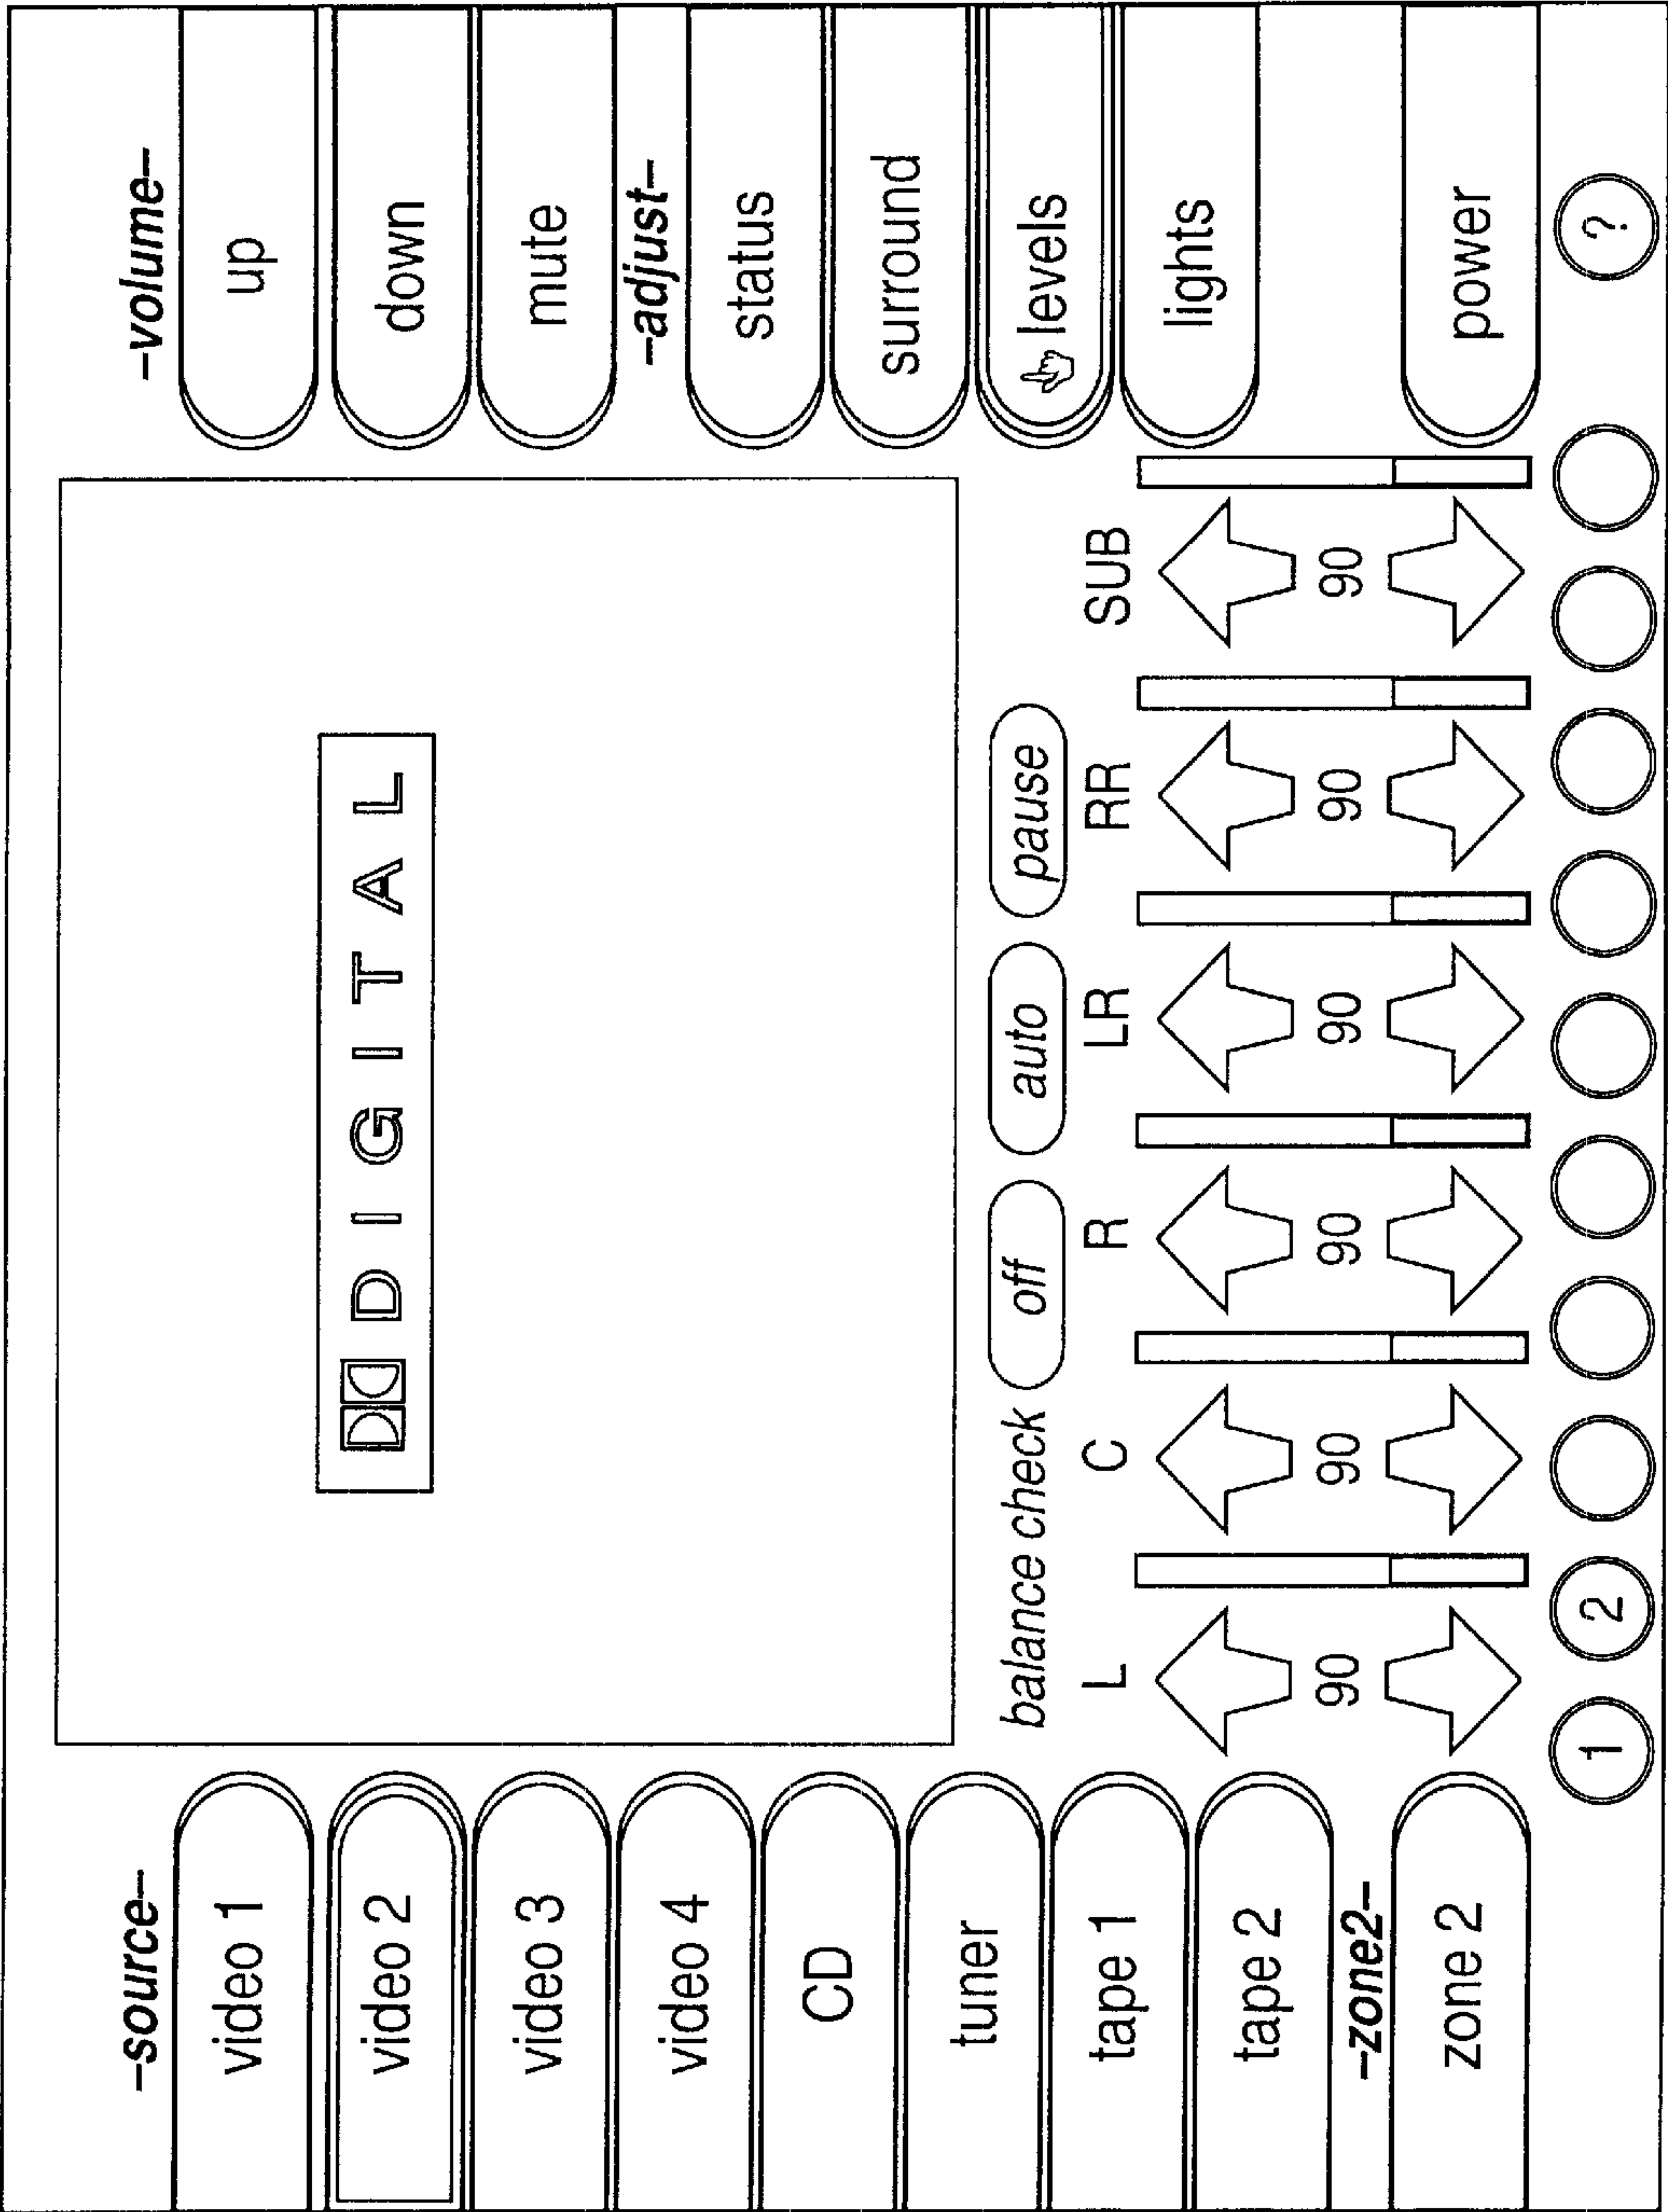 –source–
video 1
video 2
video 3
video 4
CD
tuner
tape 1
tape 2
–zone2–
zone 2
DIGITAL
balance check off auto pause
L C R LR RR SUB
90 90 90 90 90 90
–volume–
up
down
mute
–adjust–
status
surround
levels
lights
power
1 2 ?